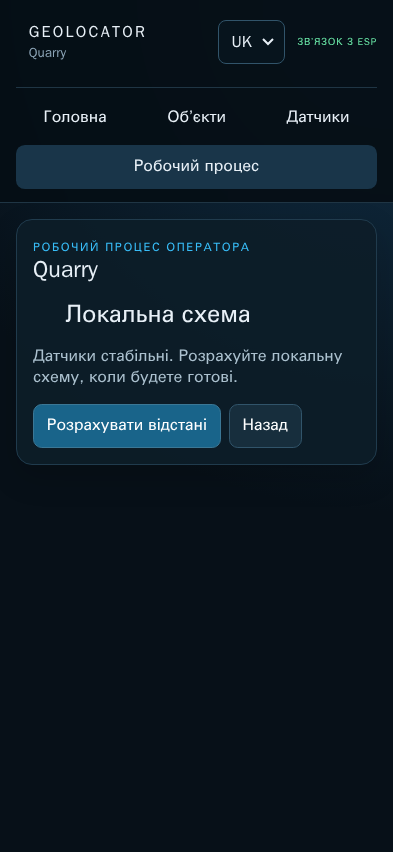 GEOLOCATOR
Quarry
UK
ЗВ'ЯЗОК З ESP
Головна
Об'єкти
Датчики
Робочий процес
РОБОЧИЙ ПРОЦЕС ОПЕРАТОРА
Quarry
Локальна схема
Датчики стабільні. Розрахуйте локальну
схему, коли будете готові.
Розрахувати відстані
Назад